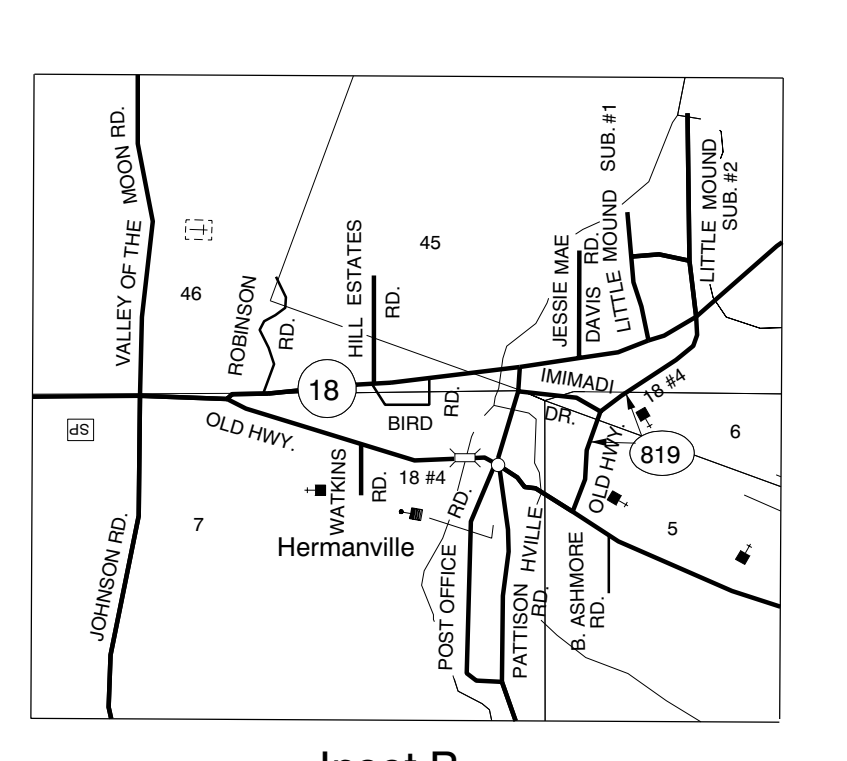 VALLEY OF THE MOON RD.
46
ROBINSON RD.
HILL ESTATES RD.
45
JESSIE MAE DAVIS RD.
LITTLE MOUND SUB.#1
LITTLE MOUND SUB.#2
18
BIRD RD.
IMIMADI DR.
18 #4
OLD HWY.
SP
OLD HWY. 18 #4
819
6
WATKINS RD.
7
Hermanville
JOHNSON RD.
POST OFFICE RD.
PATTISON HVILLE RD.
B. ASHMORE RD.
5